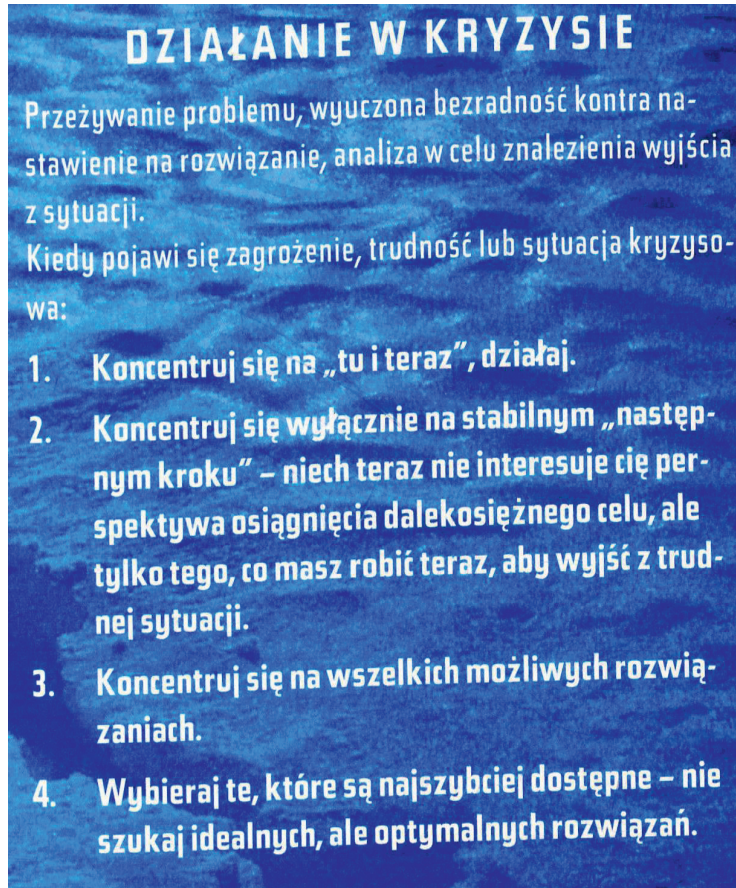 DZIAŁANIE W KRYZYSIE
Przeżywanie problemu, wyuczona bezradność kontra na-
stawienie na rozwiązanie, analiza w celu znalezienia wyjścia
z sytuacji.
Kiedy pojawi się zagrożenie, trudność lub sytuacja kryzyso-
wa:
1. Koncentruj się na „tu i teraz”, działaj.
2. Koncentruj się wyłącznie na stabilnym „następ-
nym kroku” – niech teraz nie interesuje cię per-
spektywa osiągnięcia dalekosiężnego celu, ale
tylko tego, co masz robić teraz, aby wyjść z trud-
nej sytuacji.
3. Koncentruj się na wszelkich możliwych rozwią-
zaniach.
4. Wybieraj te, które są najszybciej dostępne – nie
szukaj idealnych, ale optymalnych rozwiązań.